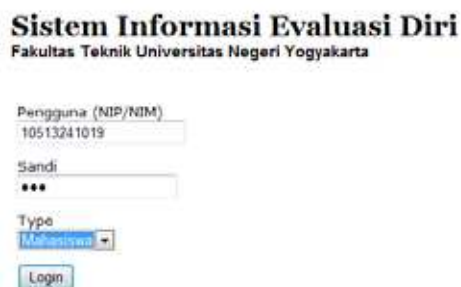 Sistem Informasi Evaluasi Diri
Fakultas Teknik Universitas Negeri Yogyakarta
Pengguna (NIP/NIM)
10513241019
Sandi
●●●
Type
Mahasiswa
Login